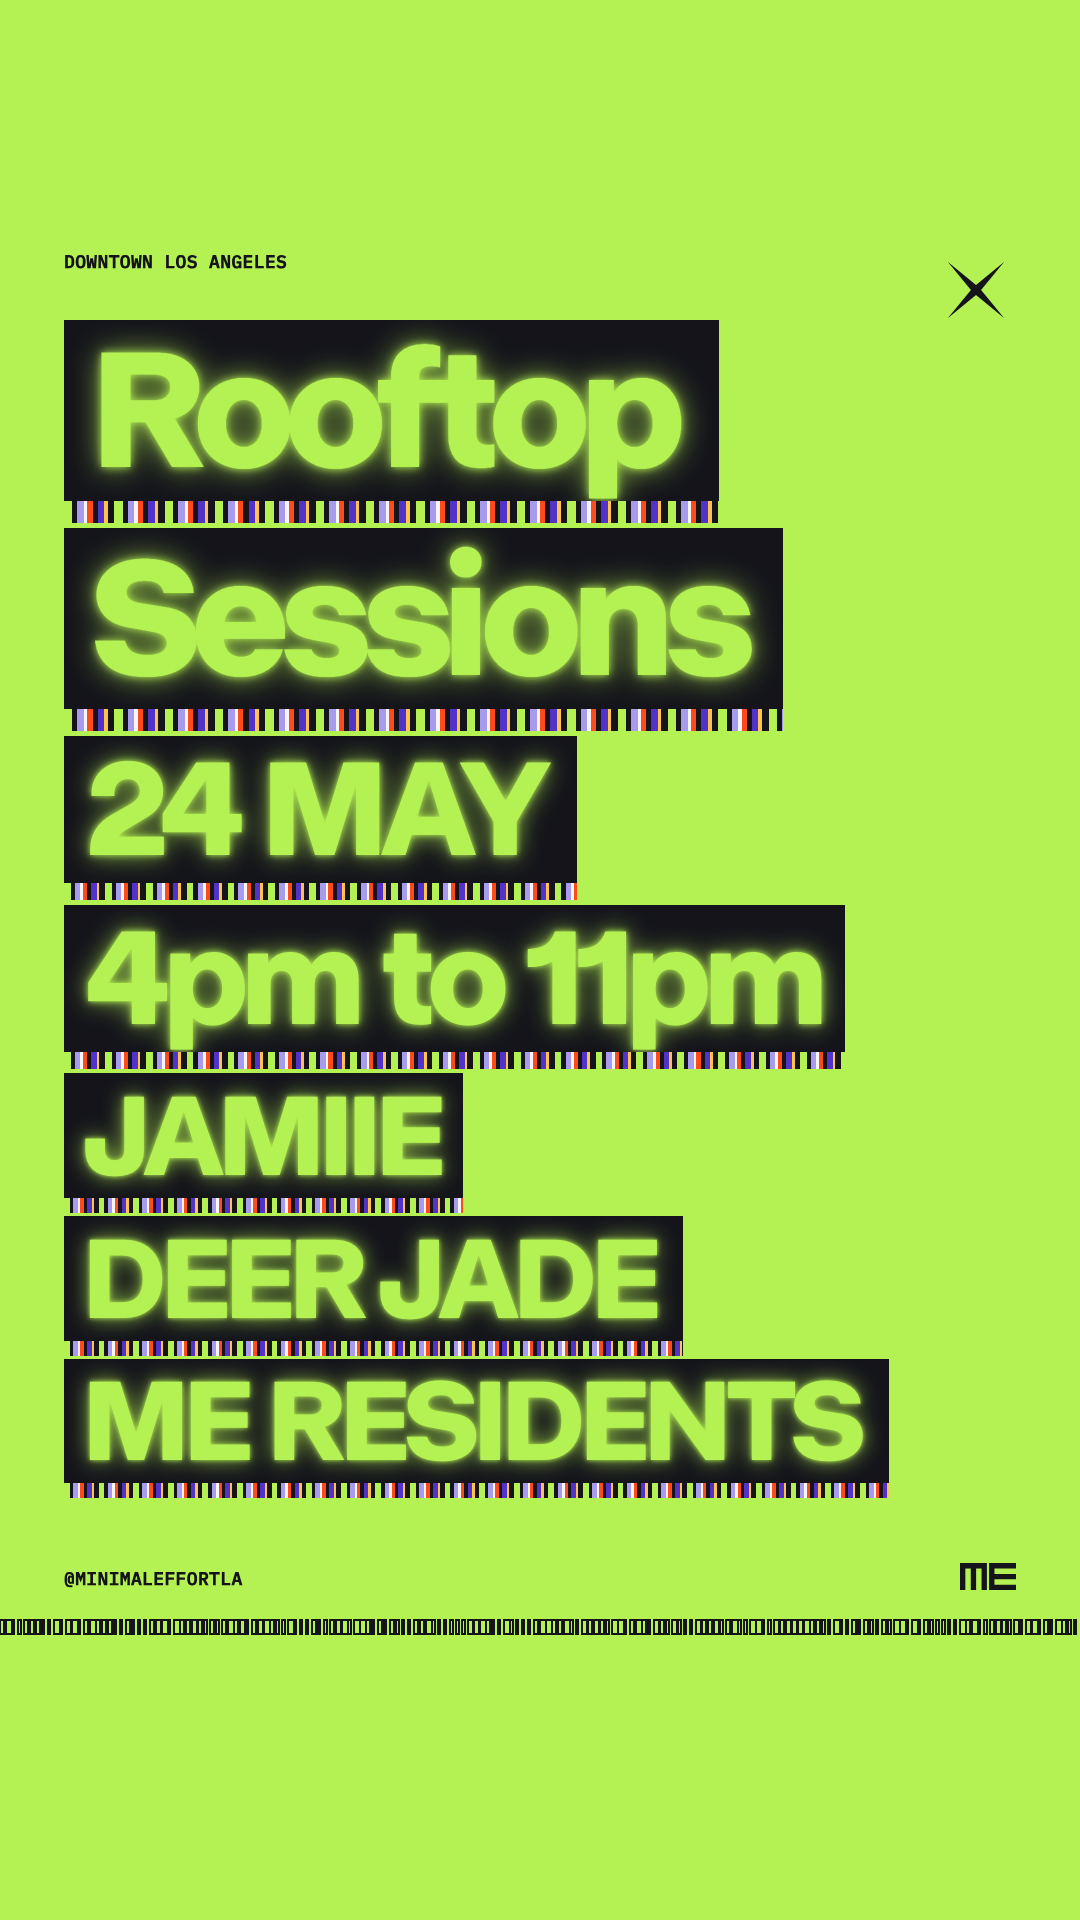 DOWNTOWN LOS ANGELES
Rooftop
Sessions
24 MAY
4pm to 11pm
JAMIIE
DEER JADE
ME RESIDENTS
@MINIMALEFFORTLA
ME